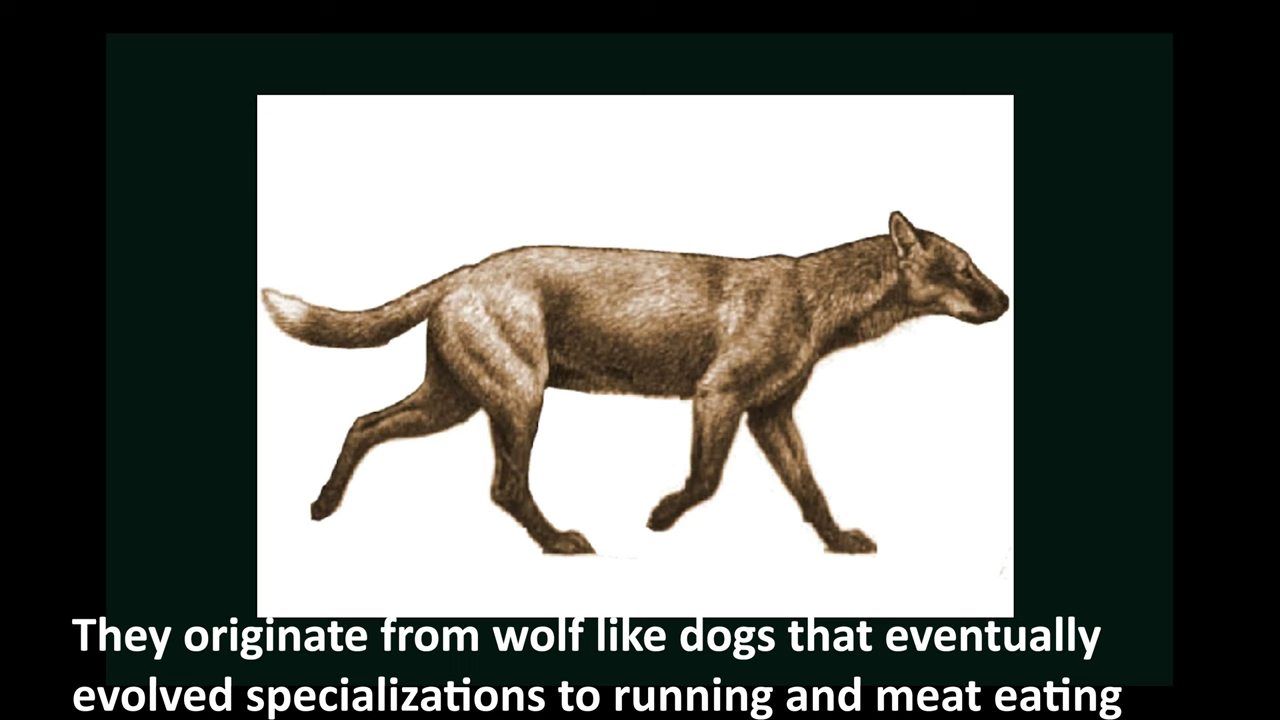 They originate from wolf like dogs that eventually
evolved specializations to running and meat eating